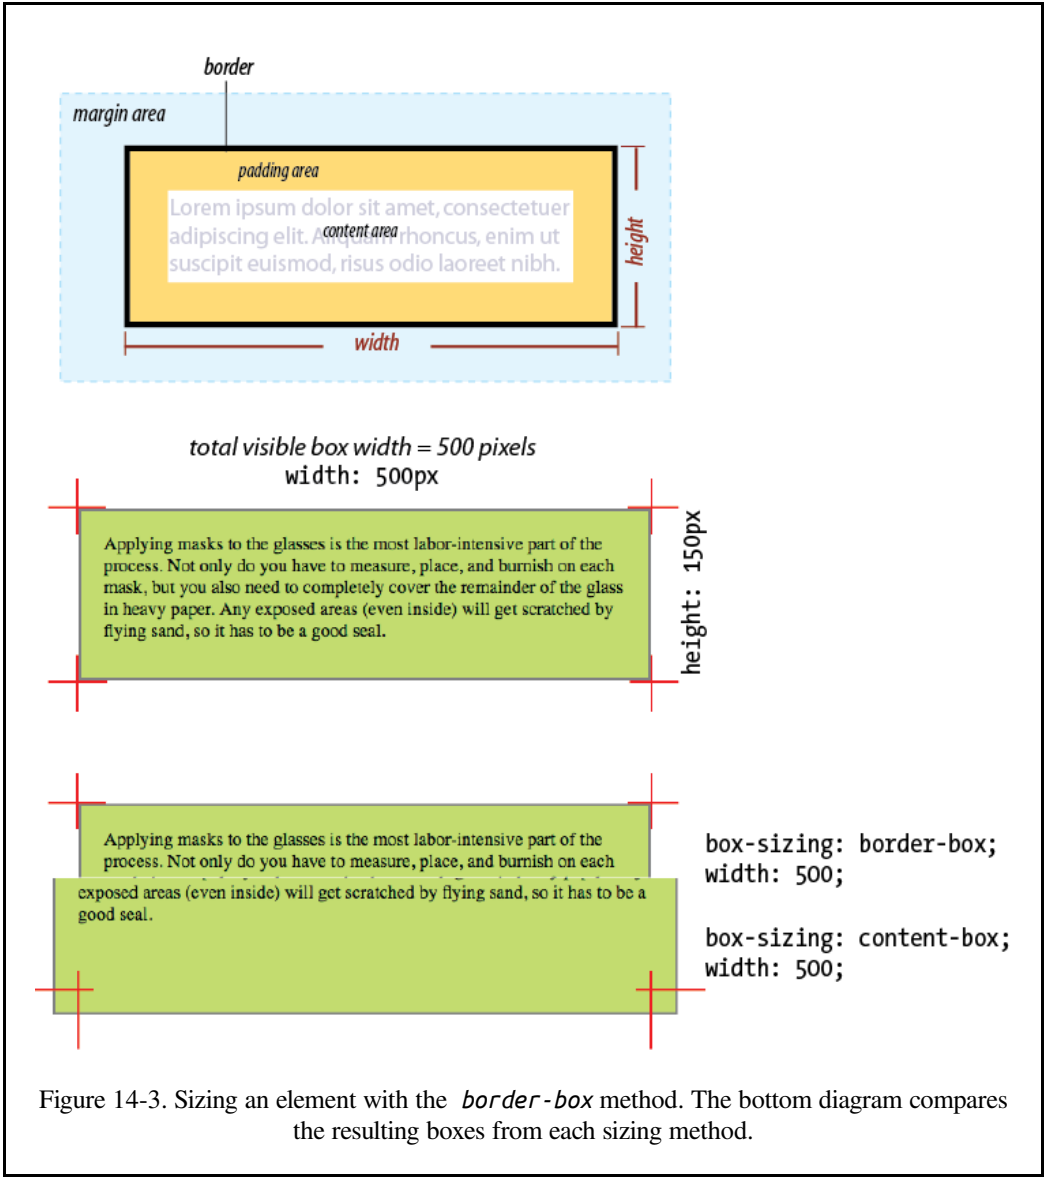 border
margin area
padding area
Lorem ipsum dolor sit amet, consectetuer
content area
adipiscing elit. Aliquam rhoncus, enim ut
suscipit euismod, risus odio laoreet nibh.
height
width
total visible box width = 500 pixels
width: 500px
Applying masks to the glasses is the most labor-intensive part of the
process. Not only do you have to measure, place, and burnish on each
mask, but you also need to completely cover the remainder of the glass
in heavy paper. Any exposed areas (even inside) will get scratched by
flying sand, so it has to be a good seal.
height: 150px
Applying masks to the glasses is the most labor-intensive part of the
process. Not only do you have to measure, place, and burnish on each
exposed areas (even inside) will get scratched by flying sand, so it has to be a
good seal.
box-sizing: border-box;
width: 500;
box-sizing: content-box;
width: 500;
Figure 14-3. Sizing an element with the border-box method. The bottom diagram compares
the resulting boxes from each sizing method.